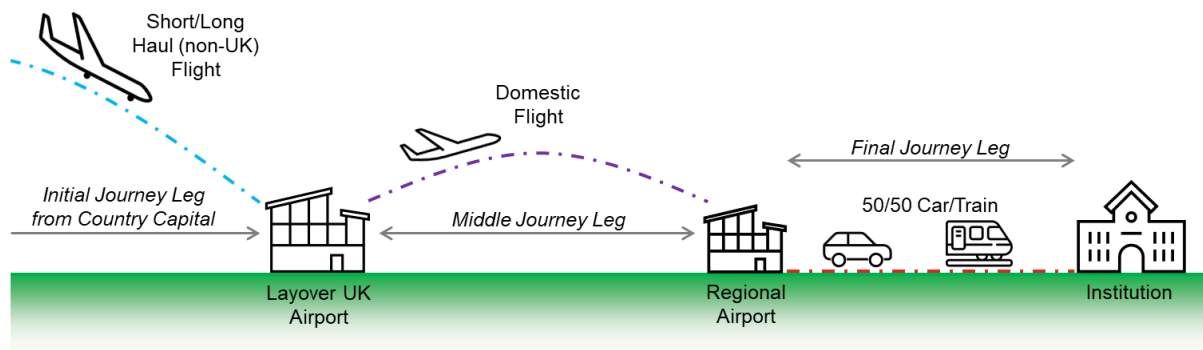 Short/Long
Haul (non-UK)
Flight
Domestic
Flight
Final Journey Leg
Initial Journey Leg
from Country Capital
Middle Journey Leg
50/50 Car/Train
Layover UK
Airport
Regional
Airport
Institution